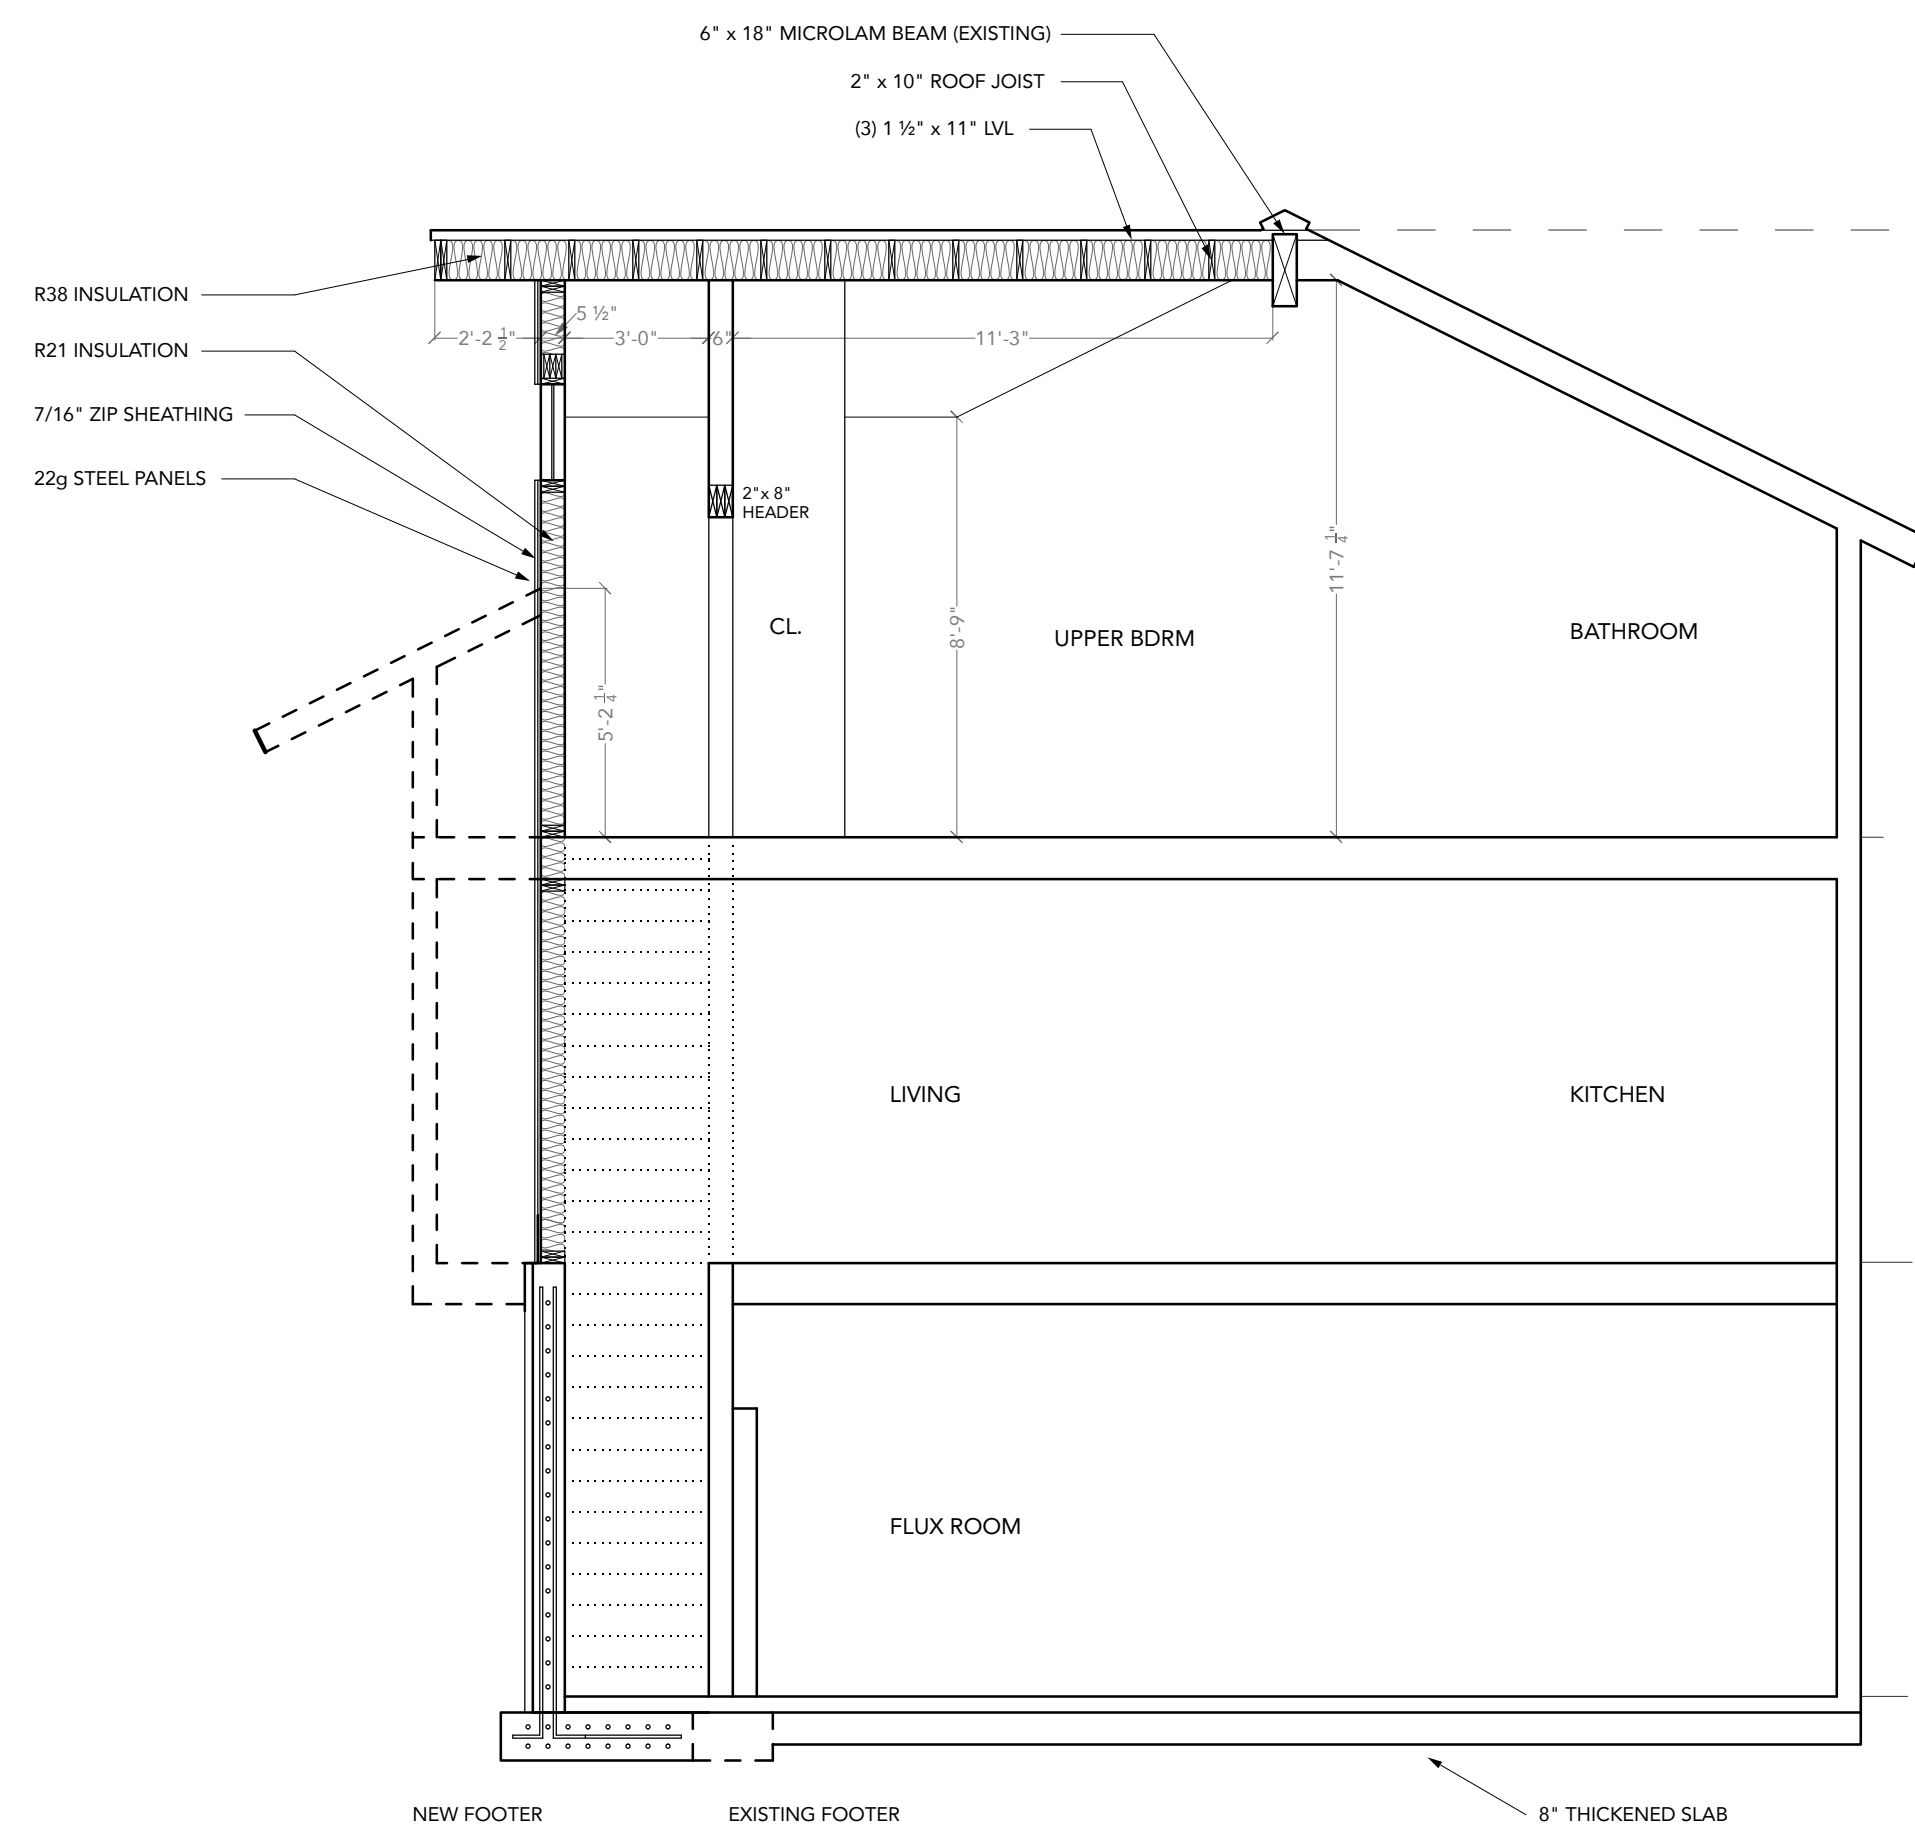 6" x 18" MICROLAM BEAM (EXISTING)
2" x 10" ROOF JOIST
(3) 1 ½" x 11" LVL
R38 INSULATION
5 ½"
2'-2 1/2"
3'-0"
6"
11'-3"
R21 INSULATION
7/16" ZIP SHEATHING
22g STEEL PANELS
2"x 8"
HEADER
11'-7 1/4"
8'-9"
5'-2 1/4"
CL.
UPPER BDRM
BATHROOM
LIVING
KITCHEN
FLUX ROOM
NEW FOOTER
EXISTING FOOTER
8" THICKENED SLAB